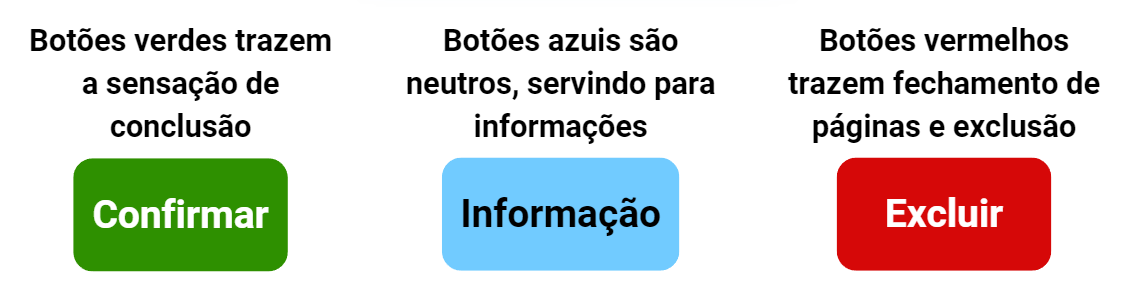 Botões verdes trazem
a sensação de
conclusão
Confirmar
Botões azuis são
neutros, servindo para
informações
Informação
Botões vermelhos
trazem fechamento de
páginas e exclusão
Excluir